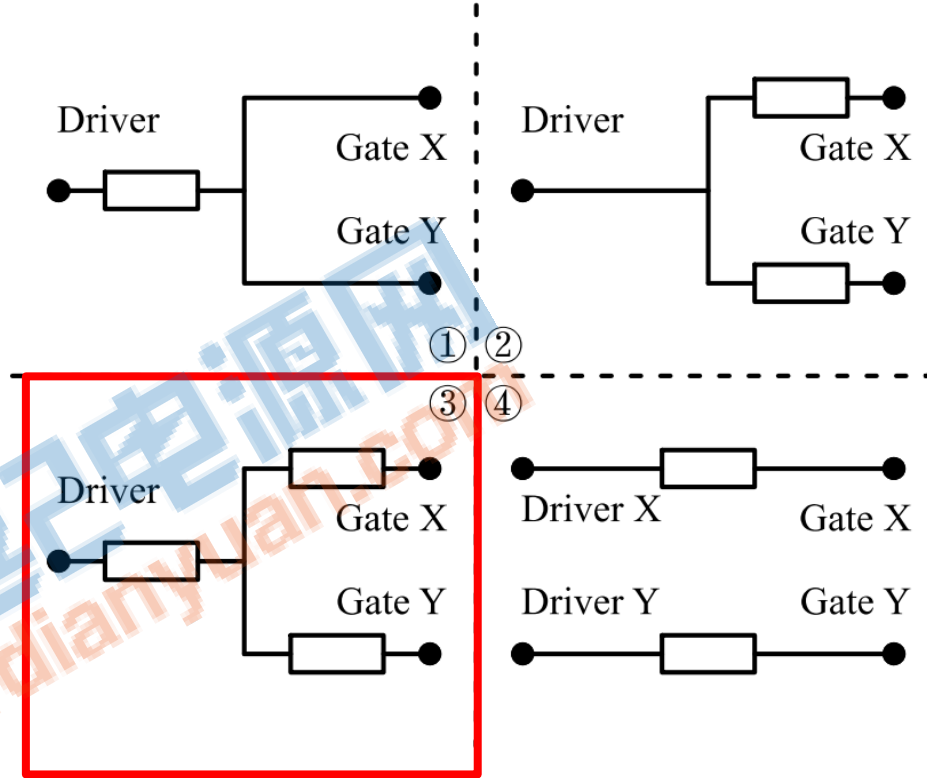 Driver
Gate X
Gate Y
①
Driver
Gate X
Gate Y
②
③
Driver
Gate X
Gate Y
④
Driver X
Gate X
Driver Y
Gate Y
电源网
dianyuan.com